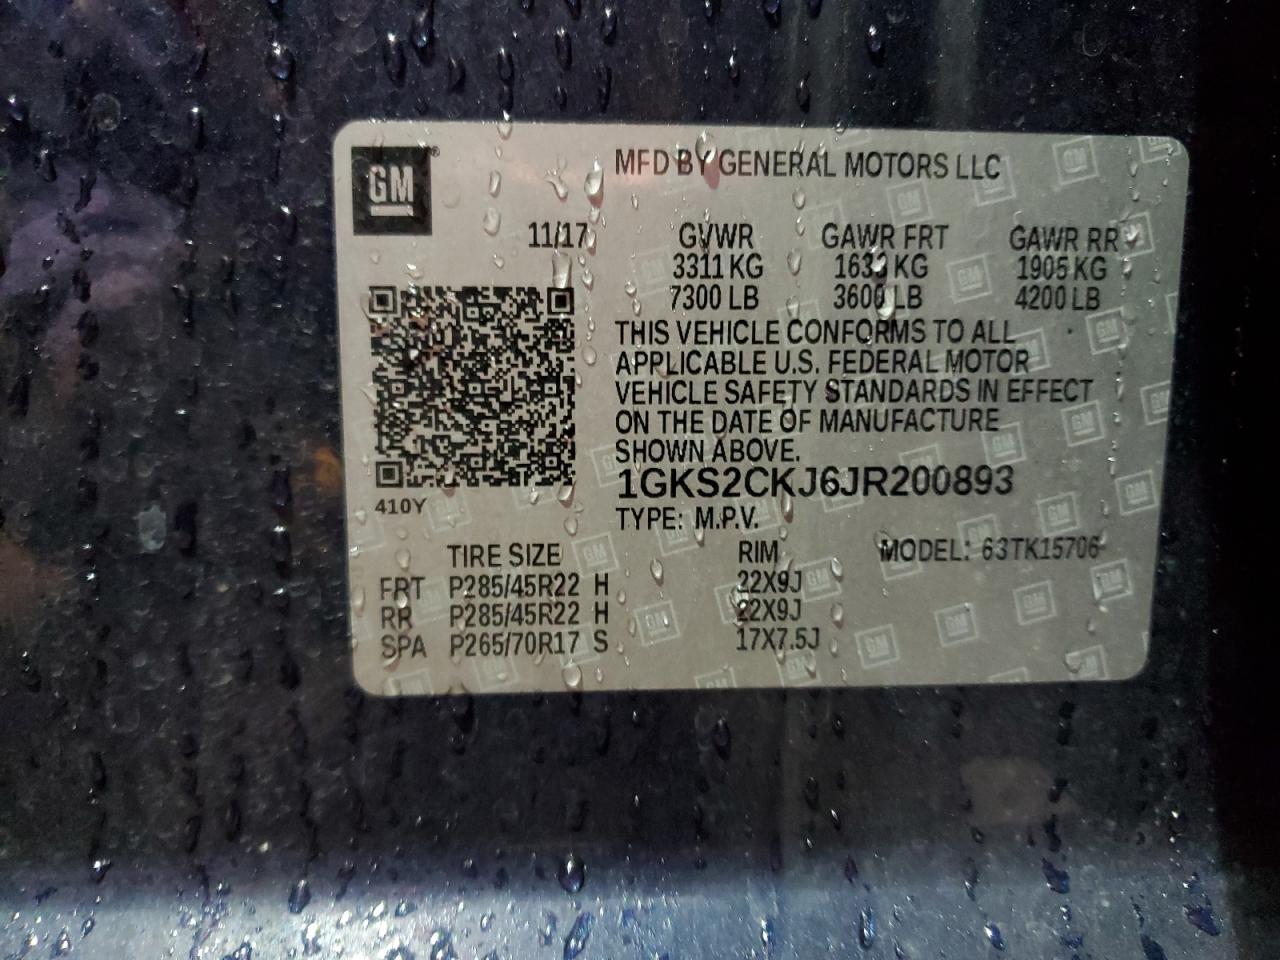 GM
MFD BY GENERAL MOTORS LLC
11/17 GVWR GAWR FRT GAWR RR
3311 KG 1633 KG 1905 KG
7300 LB 3600 LB 4200 LB
THIS VEHICLE CONFORMS TO ALL
APPLICABLE U.S. FEDERAL MOTOR
VEHICLE SAFETY STANDARDS IN EFFECT
ON THE DATE OF MANUFACTURE
SHOWN ABOVE.
1GKS2CKJ6JR200893
410Y
TYPE: M.P.V.
TIRE SIZE RIM MODEL: 63TK15706
FRT P285/45R22 H 22X9J
RR P285/45R22 H 22X9J
SPA P265/70R17 S 17X7.5J